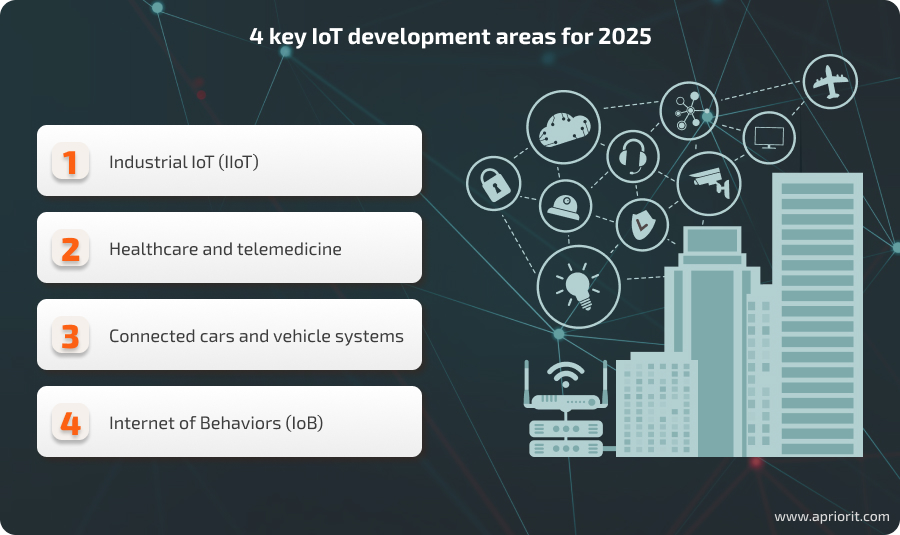 4 key IoT development areas for 2025
1
Industrial IoT (IIoT)
2
Healthcare and telemedicine
3
Connected cars and vehicle systems
4
Internet of Behaviors (IoB)
www.apriorit.com